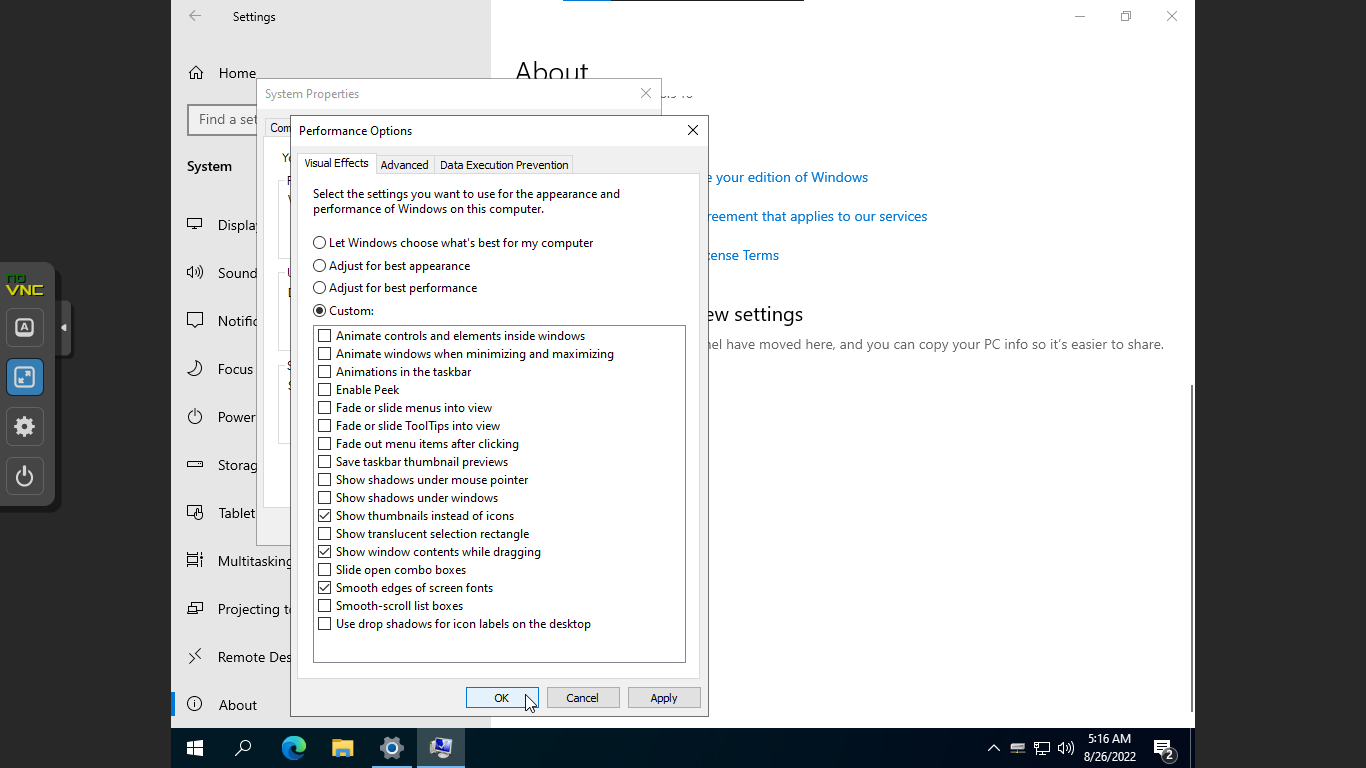 Settings
Home
Find a set
System
Display
Sound
Notific
Focus
Power
Storag
Tablet
Multitasking
Projecting to
Remote Des
About
About
e your edition of Windows
reement that applies to our services
cense Terms
ew settings
nel have moved here, and you can copy your PC info so it's easier to share.
System Properties
Com
Performance Options
Visual Effects
Advanced
Data Execution Prevention
Select the settings you want to use for the appearance and
performance of Windows on this computer.
Let Windows choose what's best for my computer
Adjust for best appearance
Adjust for best performance
Custom:
Animate controls and elements inside windows
Animate windows when minimizing and maximizing
Animations in the taskbar
Enable Peek
Fade or slide menus into view
Fade or slide ToolTips into view
Fade out menu items after clicking
Save taskbar thumbnail previews
Show shadows under mouse pointer
Show shadows under windows
Show thumbnails instead of icons
Show translucent selection rectangle
Show window contents while dragging
Slide open combo boxes
Smooth edges of screen fonts
Smooth-scroll list boxes
Use drop shadows for icon labels on the desktop
OK
Cancel
Apply
no
VNC
A
5:16 AM
8/26/2022
2